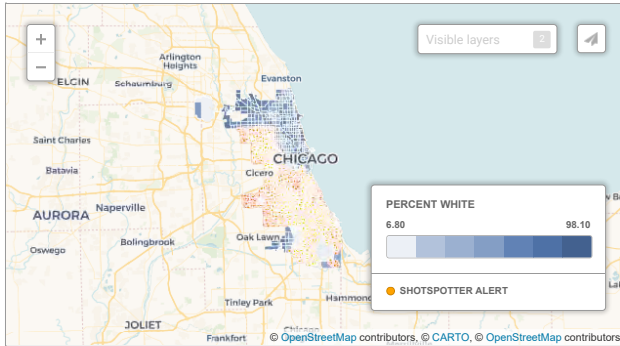 +
Visible layers 2
−
Arlington
Heights
Evanston
ELGIN
Schaumburg
Saint Charles
CHICAGO
Batavia
Cicero
PERCENT WHITE
AURORA
Naperville
6.80 98.10
Oak Lawn
Bolingbrook
Oswego
SHOTSPOTTER ALERT
Tinley Park
Hammond
JOLIET
Frankfort
Chicago
© OpenStreetMap contributors, © CARTO, © OpenStreetMap contributors